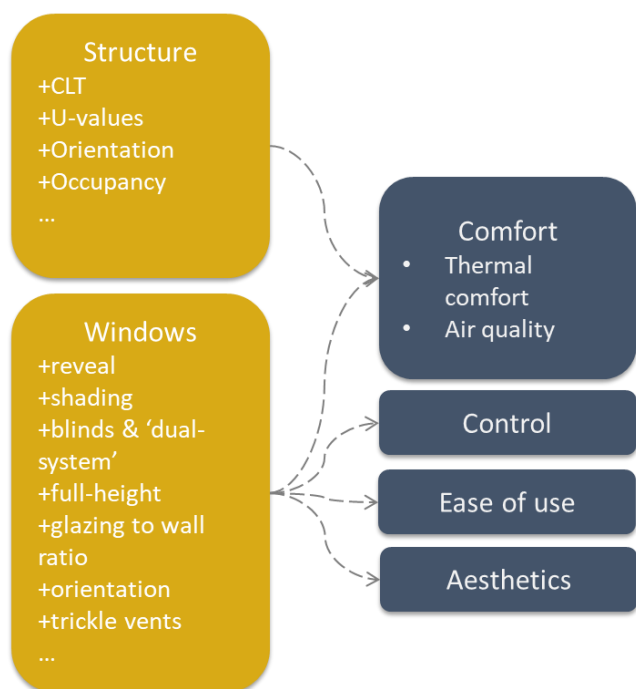 Structure
+CLT
+U-values
+Orientation
+Occupancy
...
Windows
+reveal
+shading
+blinds & ‘dual-
system’
+full-height
+glazing to wall
ratio
+orientation
+trickle vents
...
Comfort
• Thermal
comfort
• Air quality
Control
Ease of use
Aesthetics